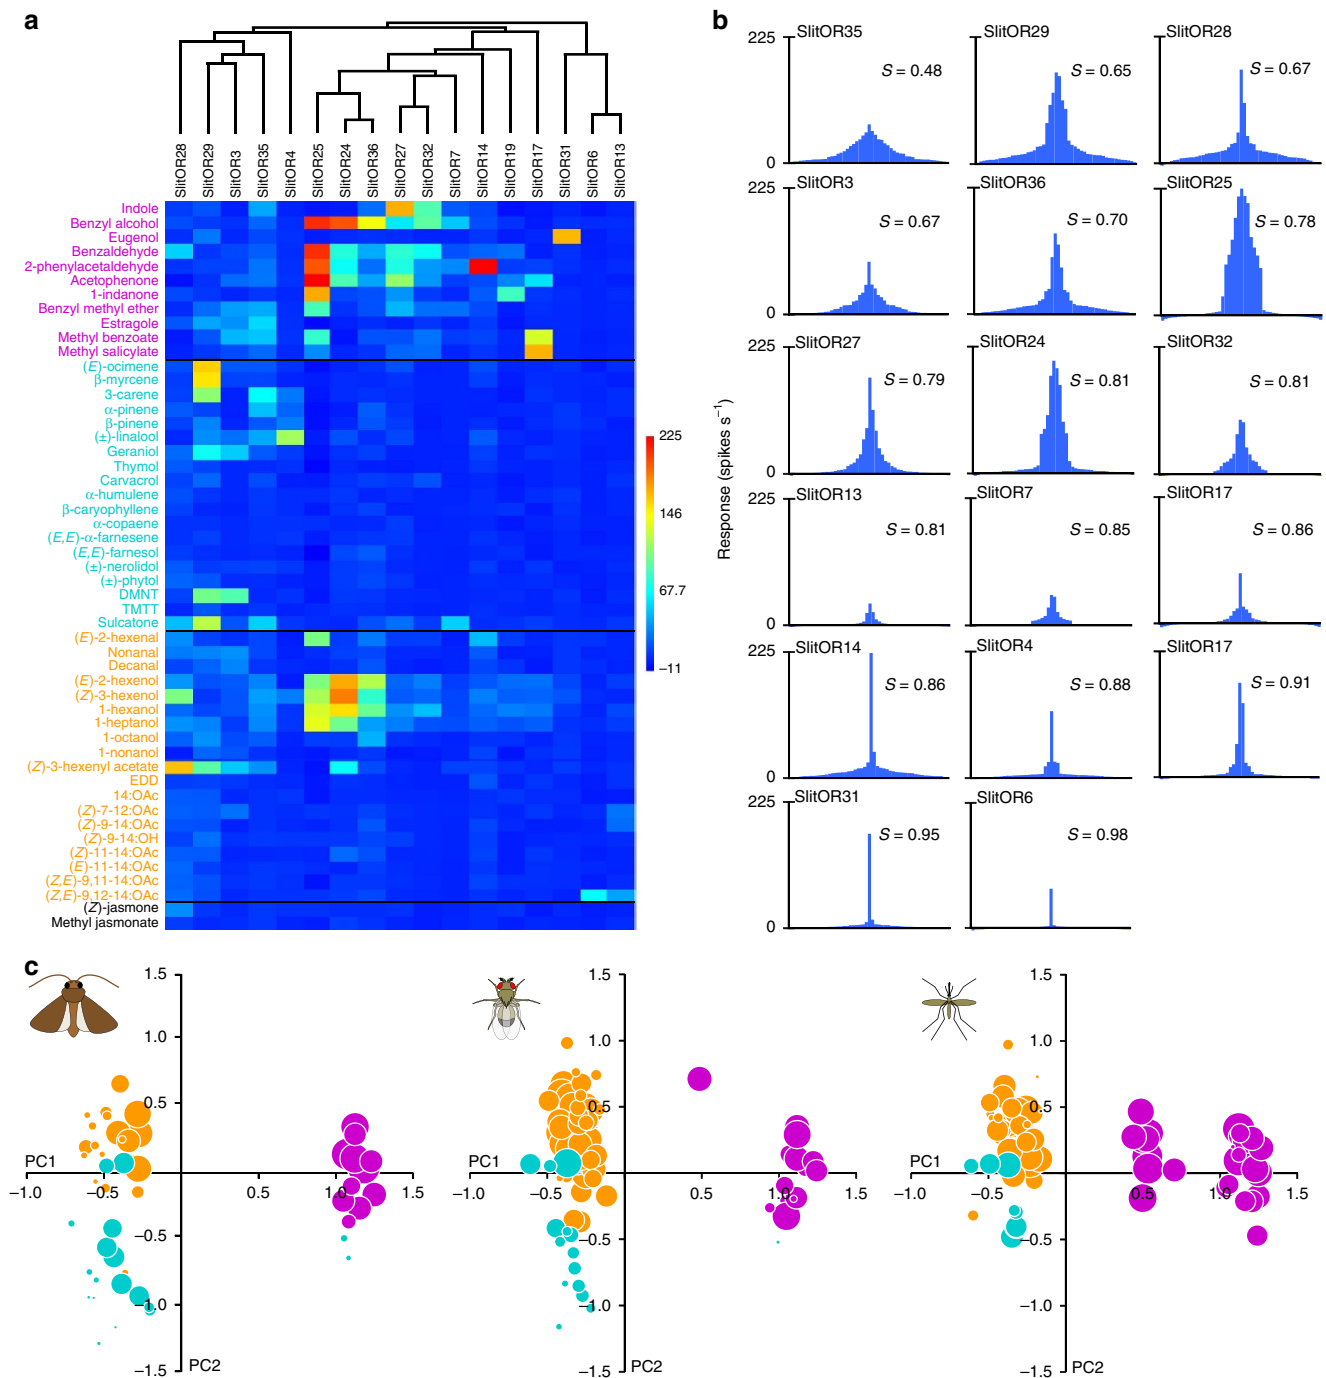 a
SlitOR28
SlitOR29
SlitOR3
SlitOR35
SlitOR4
SlitOR25
SlitOR24
SlitOR36
SlitOR27
SlitOR32
SlitOR7
SlitOR14
SlitOR19
SlitOR17
SlitOR31
SlitOR6
SlitOR13
Indole
Benzyl alcohol
Eugenol
Benzaldehyde
2-phenylacetaldehyde
Acetophenone
1-indanone
Benzyl methyl ether
Estragole
Methyl benzoate
Methyl salicylate
(E)-ocimene
β-myrcene
3-carene
α-pinene
β-pinene
(±)-linalool
Geraniol
Thymol
Carvacrol
α-humulene
β-caryophyllene
α-copaene
(E,E)-α-farnesene
(E,E)-farnesol
(±)-nerolidol
(±)-phytol
DMNT
TMTT
Sulcatone
(E)-2-hexenal
Nonanal
Decanal
(E)-2-hexenol
(Z)-3-hexenol
1-hexanol
1-heptanol
1-octanol
1-nonanol
(Z)-3-hexenyl acetate
EDD
14:OAc
(Z)-7-12:OAc
(Z)-9-14:OAc
(Z)-9-14:OH
(Z)-11-14:OAc
(E)-11-14:OAc
(Z,E)-9,11-14:OAc
(Z,E)-9,12-14:OAc
(Z)-jasmone
Methyl jasmonate
225
146
67.7
−11
b
Response (spikes s−1)
225 SlitOR35 SlitOR29 SlitOR28
S = 0.48 S = 0.65 S = 0.67
0
225 SlitOR3 SlitOR36 SlitOR25
S = 0.67 S = 0.70 S = 0.78
0
225 SlitOR27 SlitOR24 SlitOR32
S = 0.79 S = 0.81 S = 0.81
0
225 SlitOR13 SlitOR7 SlitOR17
S = 0.81 S = 0.85 S = 0.86
0
225 SlitOR14 SlitOR4 SlitOR17
S = 0.86 S = 0.88 S = 0.91
0
225 SlitOR31 SlitOR6
S = 0.95 S = 0.98
0
c
1.5
1.0
0.5
PC1
−1.0 −0.5 0.5 1.0 1.5
−0.5
−1.0
−1.5 PC2
1.5
1.0
0.5
PC1
−1.0 −0.5 0.5 1.0 1.5
−0.5
−1.0
−1.5 PC2
1.5
1.0
0.5
PC1
−1.0 −0.5 0.5 1.0 1.5
−0.5
−1.0
−1.5 PC2